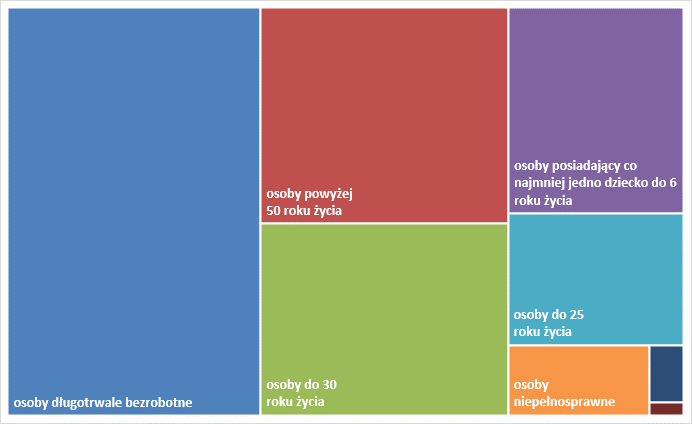 osoby długotrwale bezrobotne
osoby powyżej
50 roku życia
osoby do 30
roku życia
osoby posiadający co
najmniej jedno dziecko do 6
roku życia
osoby do 25
roku życia
osoby
niepełnosprawne